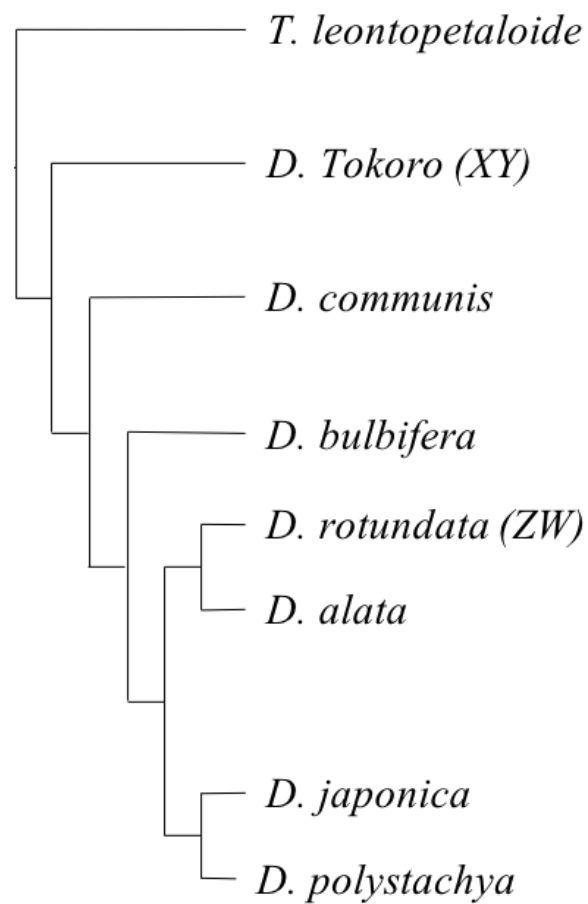 T. leontopetaloide
D. Tokoro (XY)
D. communis
D. bulbifera
D. rotundata (ZW)
D. alata
D. japonica
D. polystachya